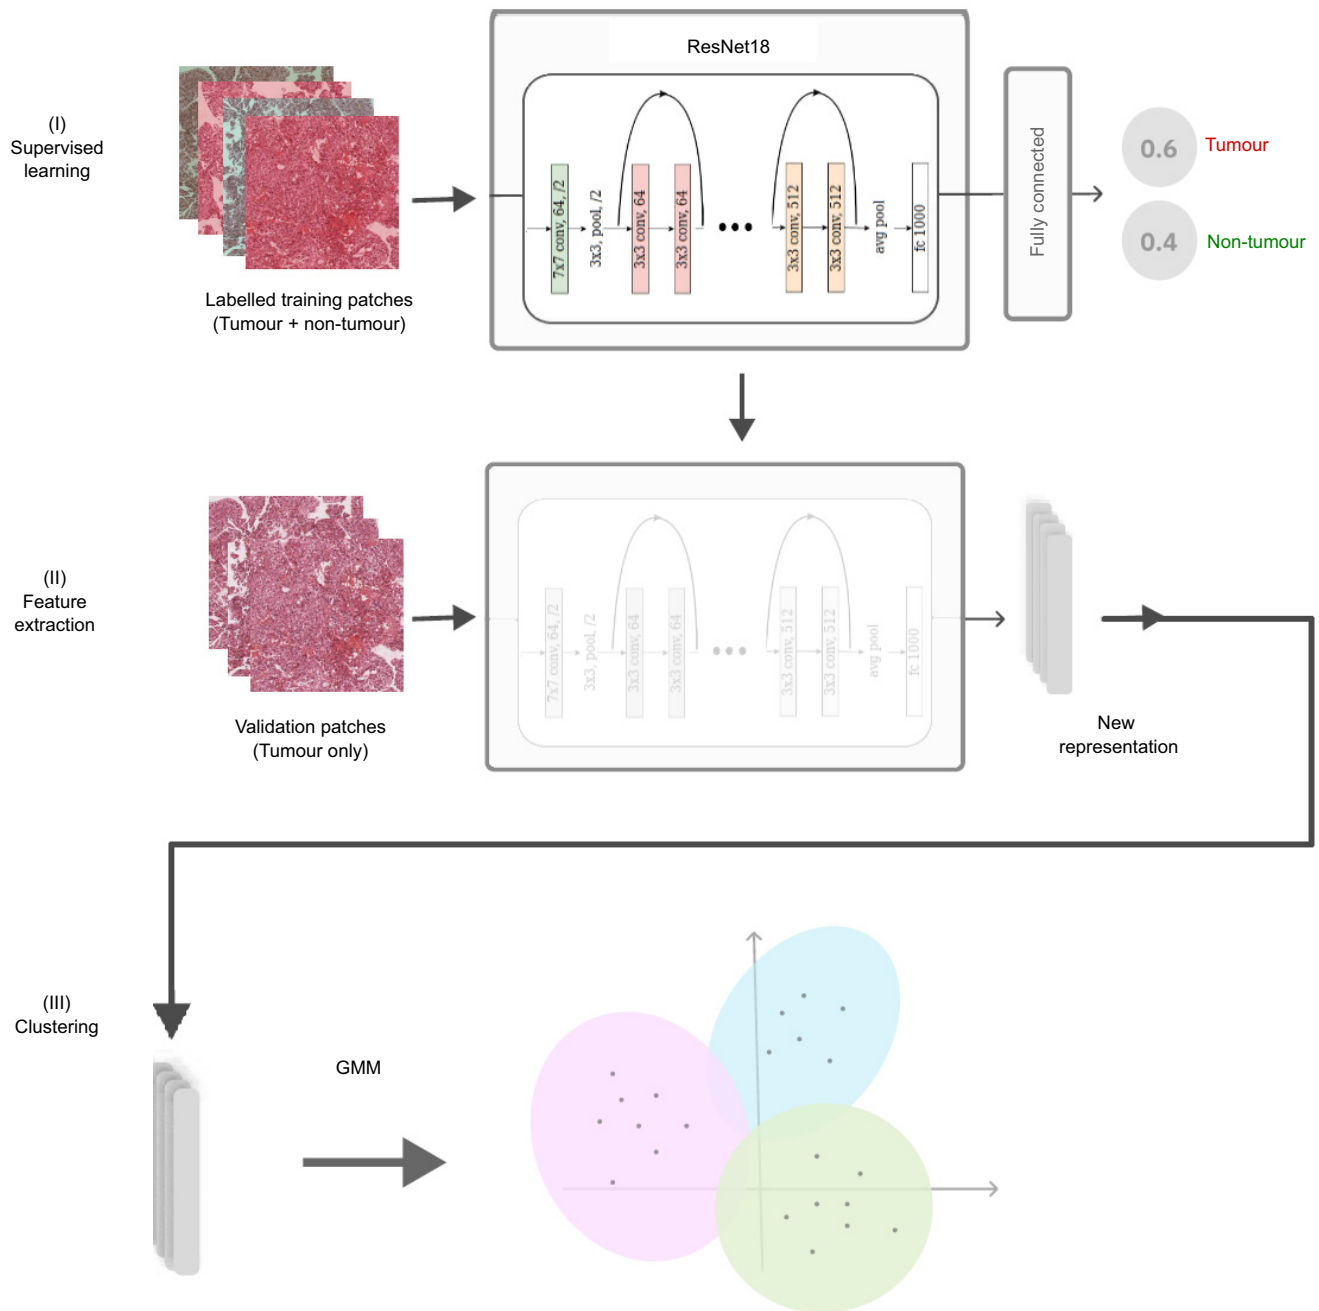 ResNet18
(I)
Supervised
learning
7x7 conv, 64, /2
3x3, pool, /2
3x3 conv, 64
3x3 conv, 64
3x3 conv, 512
3x3 conv, 512
avg pool
fc 1000
Fully connected
0.6
Tumour
0.4
Non-tumour
Labelled training patches
(Tumour + non-tumour)
(II)
Feature
extraction
7x7 conv, 64, /2
3x3, pool, /2
3x3 conv, 64
3x3 conv, 64
3x3 conv, 512
3x3 conv, 512
avg pool
fc 1000
Validation patches
(Tumour only)
New
representation
(III)
Clustering
GMM